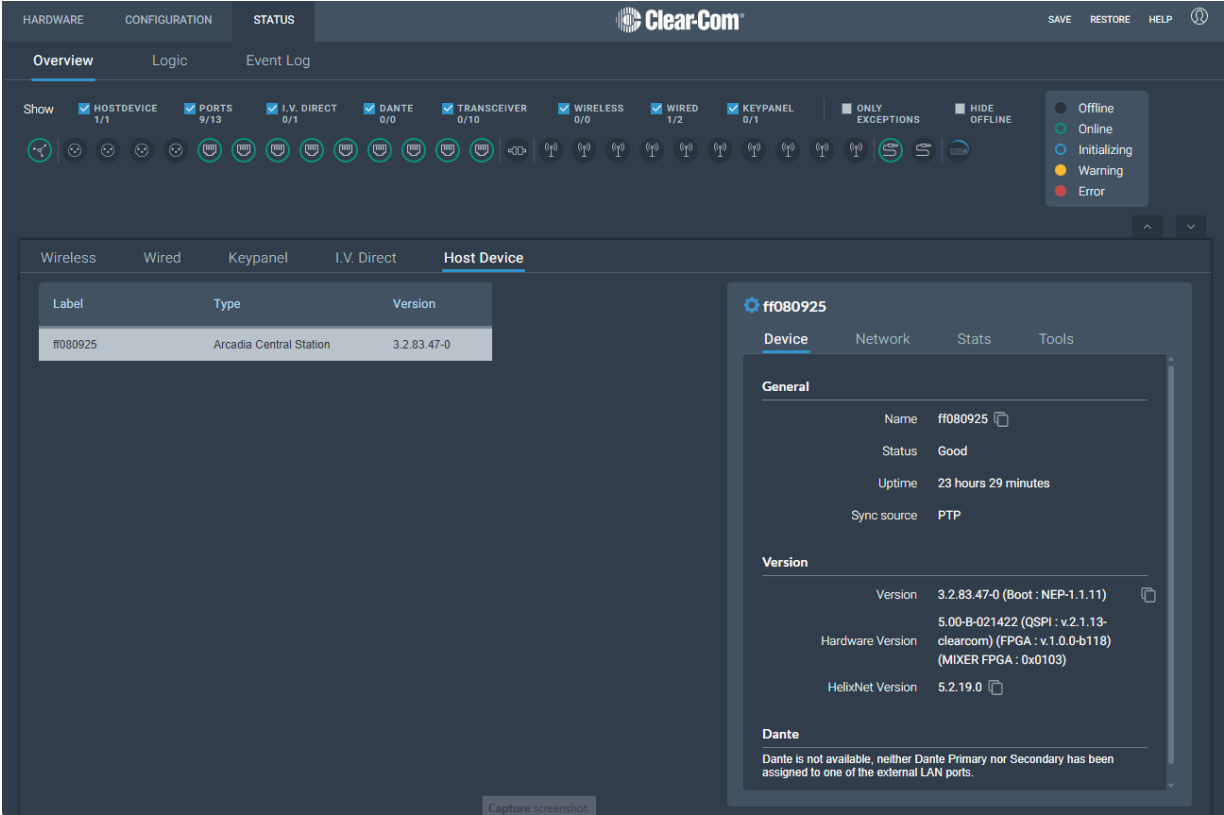 HARDWARE CONFIGURATION STATUS Clear-Com® SAVE RESTORE HELP
Overview Logic Event Log
Show HOSTDEVICE PORTS I.V. DIRECT DANTE TRANSCEIVER WIRELESS WIRED KEYPANEL ONLY EXCEPTIONS HIDE OFFLINE
1/1 9/13 0/1 0/0 0/10 0/0 1/2 0/1
Offline
Online
Initializing
Warning
Error
Wireless Wired Keypanel I.V. Direct Host Device
Label Type Version
ff080925 Arcadia Central Station 3.2.83.47-0
ff080925
Device Network Stats Tools
General
Name ff080925
Status Good
Uptime 23 hours 29 minutes
Sync source PTP
Version
Version 3.2.83.47-0 (Boot : NEP-1.1.11)
Hardware Version 5.00-B-021422 (QSPI : v.2.1.13-
clearcom) (FPGA : v.1.0.0-b118)
(MIXER FPGA : 0x0103)
HelixNet Version 5.2.19.0
Dante
Dante is not available, neither Dante Primary nor Secondary has been
assigned to one of the external LAN ports.
Capture screenshot.